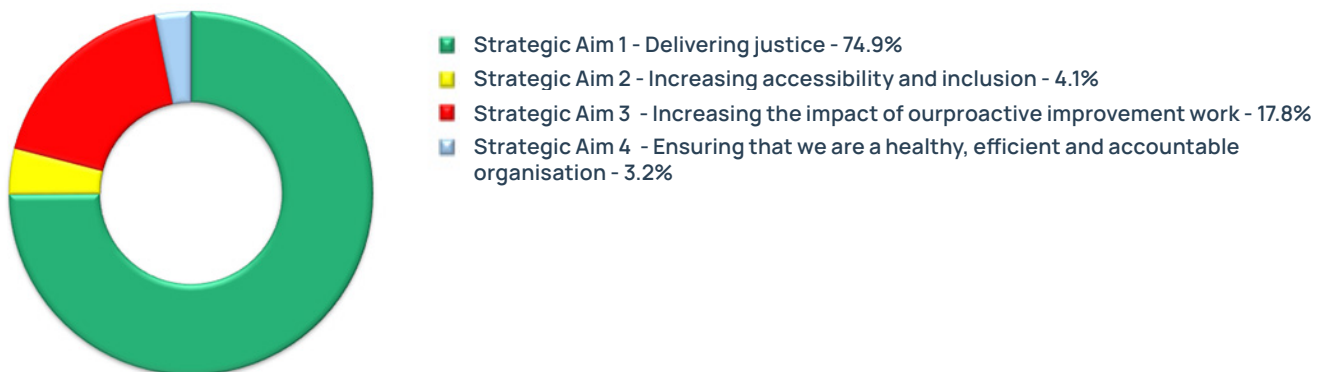 Strategic Aim 1 - Delivering justice - 74.9%
Strategic Aim 2 - Increasing accessibility and inclusion - 4.1%
Strategic Aim 3 - Increasing the impact of ourproactive improvement work - 17.8%
Strategic Aim 4 - Ensuring that we are a healthy, efficient and accountable
organisation - 3.2%